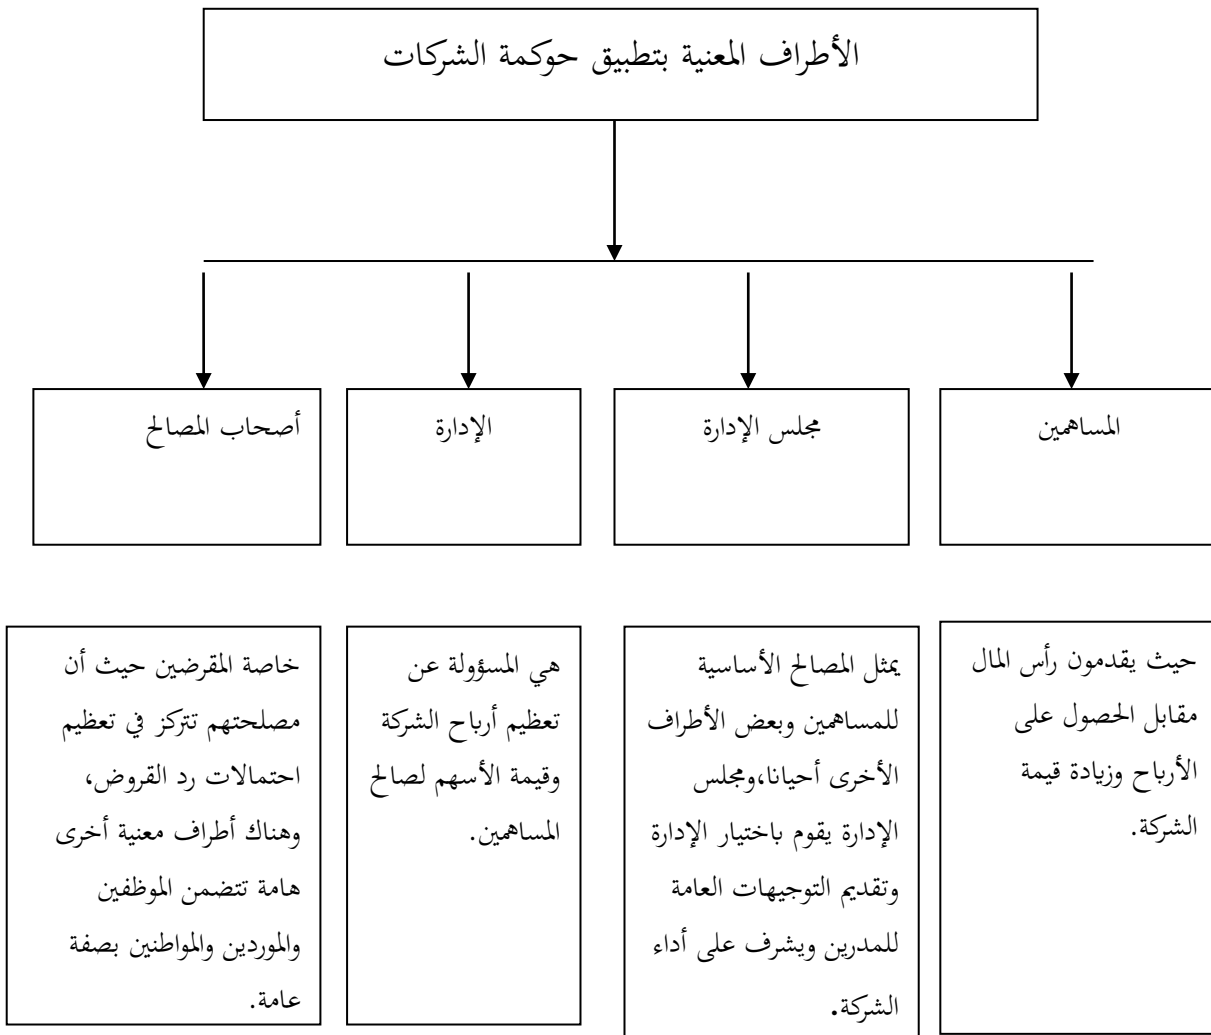 الأطراف المعنية بتطبيق حوكمة الشركات
المساهمين
مجلس الإدارة
الإدارة
أصحاب المصالح
حيث يقدمون رأس المال
مقابل الحصول على
الأرباح وزيادة قيمة
الشركة.
يمثل المصالح الأساسية
للمساهمين وبعض الأطراف
الأخرى أحيانا،ومجلس
الإدارة يقوم باختيار الإدارة
وتقديم التوجيهات العامة
للمدرين ويشرف على أداء
الشركة.
هي المسؤولة عن
تعظيم أرباح الشركة
وقيمة الأسهم لصالح
المساهمين.
خاصة المقرضين حيث أن
مصلحتهم تتركز في تعظيم
احتمالات رد القروض،
وهناك أطراف معنية أخرى
هامة تتضمن الموظفين
والموردين والمواطنين بصفة
عامة.